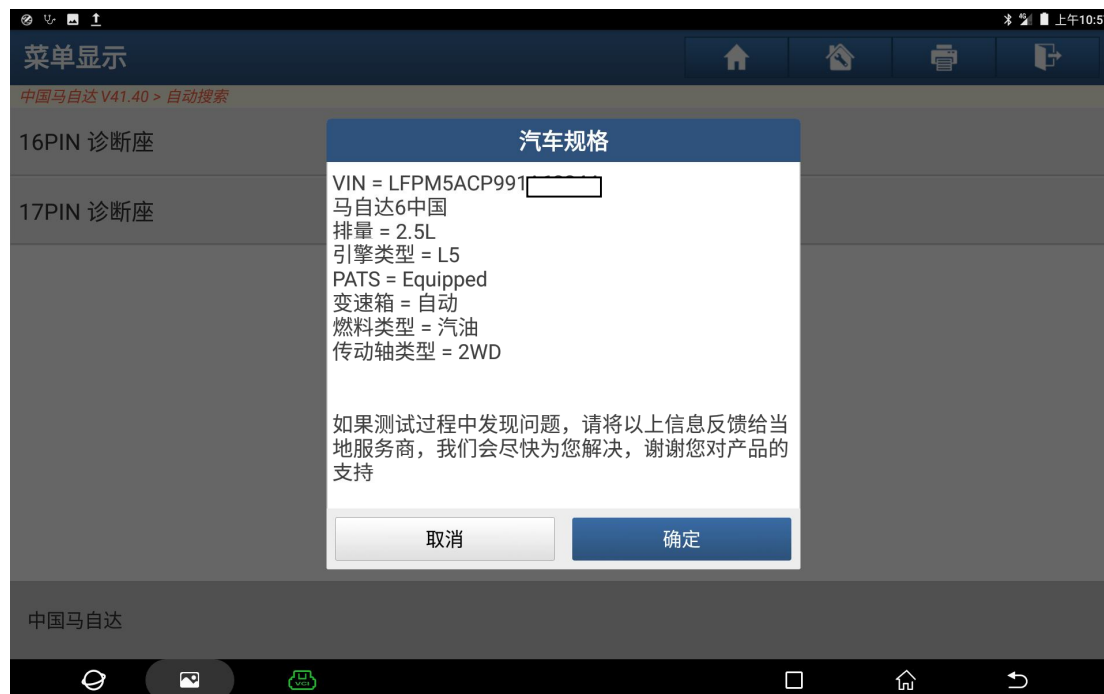 上午10:5
菜单显示
中国马自达 V41.40 > 自动搜索
16PIN 诊断座
17PIN 诊断座
汽车规格
VIN = LFPM5ACP991
马自达6中国
排量 = 2.5L
引擎类型 = L5
PATS = Equipped
变速箱 = 自动
燃料类型 = 汽油
传动轴类型 = 2WD
如果测试过程中发现问题，请将以上信息反馈给当
地服务商，我们会尽快为您解决，谢谢您对产品的
支持
取消
确定
中国马自达
VCI